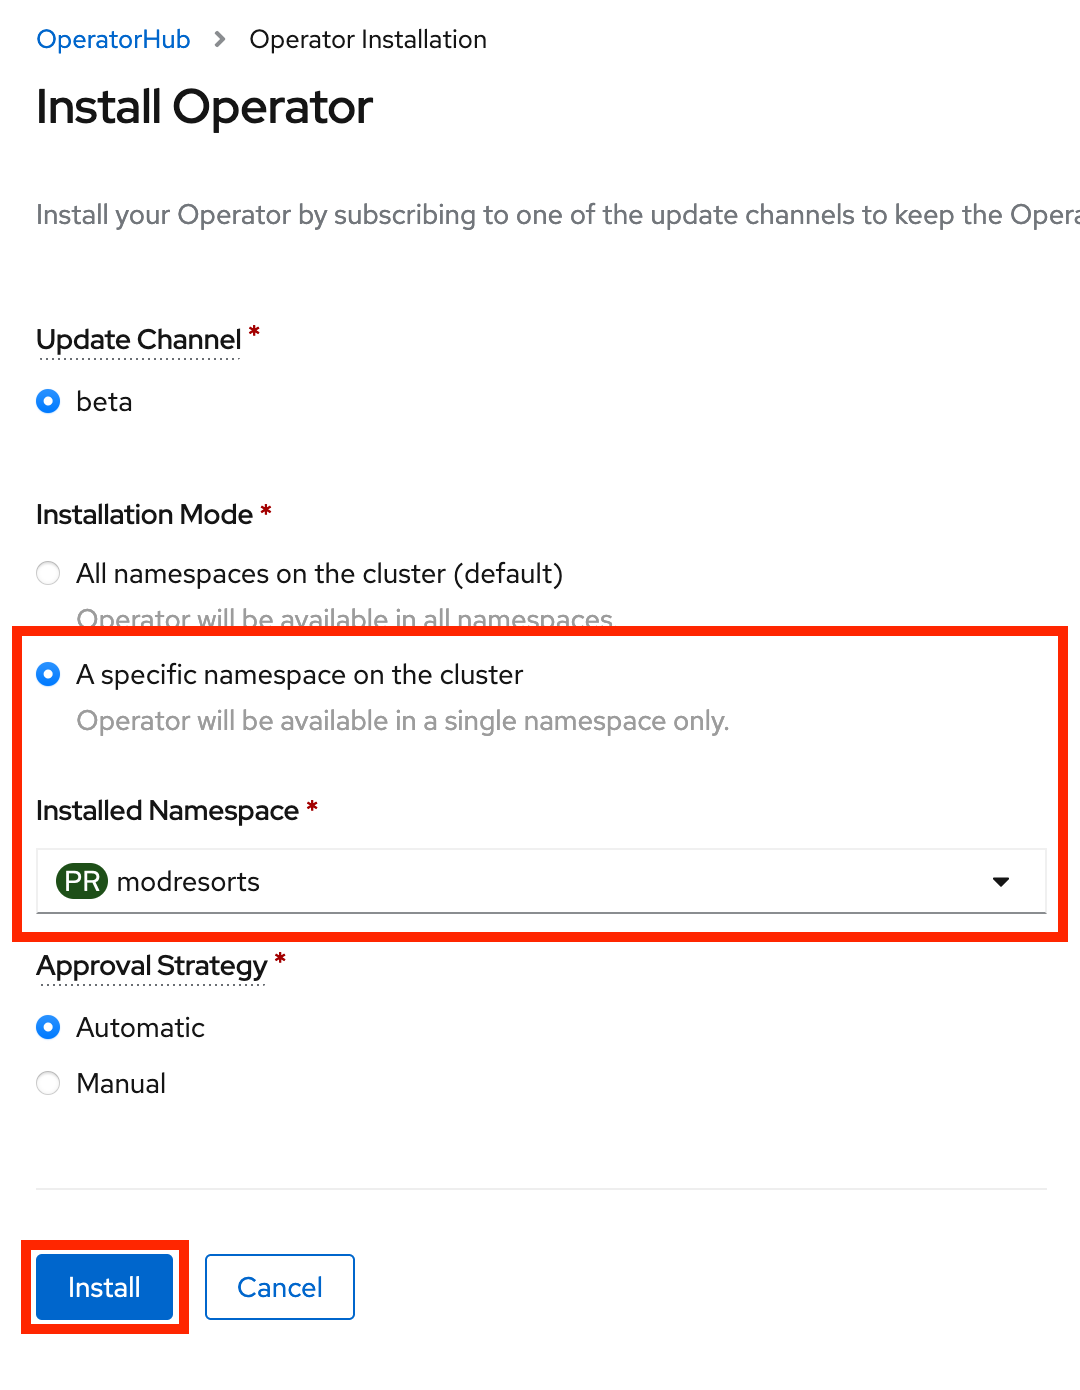 OperatorHub > Operator Installation
Install Operator
Install your Operator by subscribing to one of the update channels to keep the Opera
Update Channel *
beta
Installation Mode *
All namespaces on the cluster (default)
Operator will be available in all namespaces
A specific namespace on the cluster
Operator will be available in a single namespace only.
Installed Namespace *
PR modresorts
Approval Strategy *
Automatic
Manual
Install Cancel